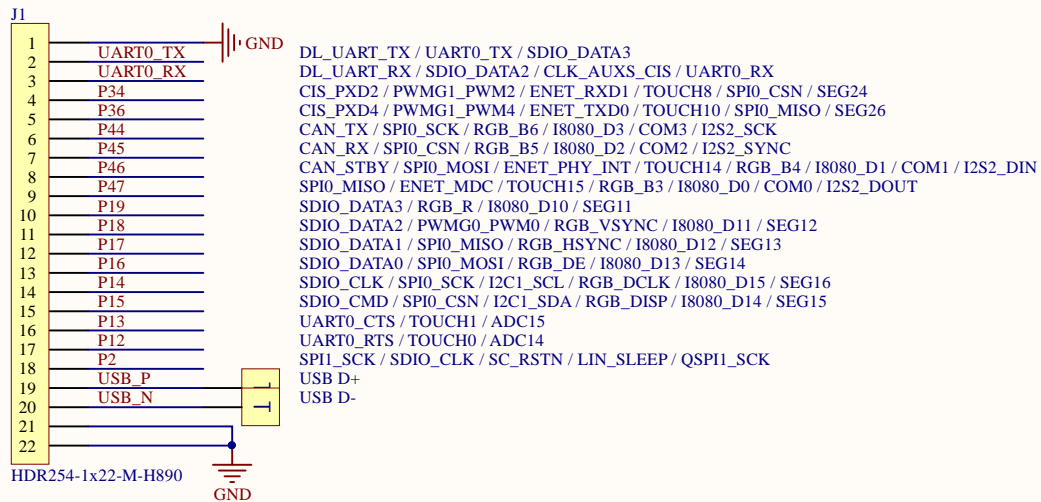 J1
1 GND
2 UART0_TX DL_UART_TX / UART0_TX / SDIO_DATA3
3 UART0_RX DL_UART_RX / SDIO_DATA2 / CLK_AUXS_CIS / UART0_RX
4 P34 CIS_PXD2 / PWMG1_PWM2 / ENET_RXD1 / TOUCH8 / SPI0_CSN / SEG24
5 P36 CIS_PXD4 / PWMG1_PWM4 / ENET_TXD0 / TOUCH10 / SPI0_MISO / SEG26
6 P44 CAN_TX / SPI0_SCK / RGB_B6 / I8080_D3 / COM3 / I2S2_SCK
7 P45 CAN_RX / SPI0_CSN / RGB_B5 / I8080_D2 / COM2 / I2S2_SYNC
8 P46 CAN_STBY / SPI0_MOSI / ENET_PHY_INT / TOUCH14 / RGB_B4 / I8080_D1 / COM1 / I2S2_DIN
9 P47 SPI0_MISO / ENET_MDC / TOUCH15 / RGB_B3 / I8080_D0 / COM0 / I2S2_DOUT
10 P19 SDIO_DATA3 / RGB_R / I8080_D10 / SEG11
11 P18 SDIO_DATA2 / PWMG0_PWM0 / RGB_VSYNC / I8080_D11 / SEG12
12 P17 SDIO_DATA1 / SPI0_MISO / RGB_HSYNC / I8080_D12 / SEG13
13 P16 SDIO_DATA0 / SPI0_MOSI / RGB_DE / I8080_D13 / SEG14
14 P14 SDIO_CLK / SPI0_SCK / I2C1_SCL / RGB_DCLK / I8080_D15 / SEG16
15 P15 SDIO_CMD / SPI0_CSN / I2C1_SDA / RGB_DISP / I8080_D14 / SEG15
16 P13 UART0_CTS / TOUCH1 / ADC15
17 P12 UART0_RTS / TOUCH0 / ADC14
18 P2 SPI1_SCK / SDIO_CLK / SC_RSTN / LIN_SLEEP / QSPI1_SCK
19 USB_P USB D+
20 USB_N USB D-
21
22
HDR254-1x22-M-H890
GND